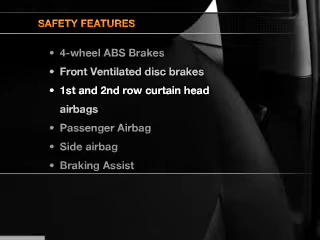 SAFETY FEATURES
• 4-wheel ABS Brakes
• Front Ventilated disc brakes
• 1st and 2nd row curtain head
airbags
• Passenger Airbag
• Side airbag
• Braking Assist